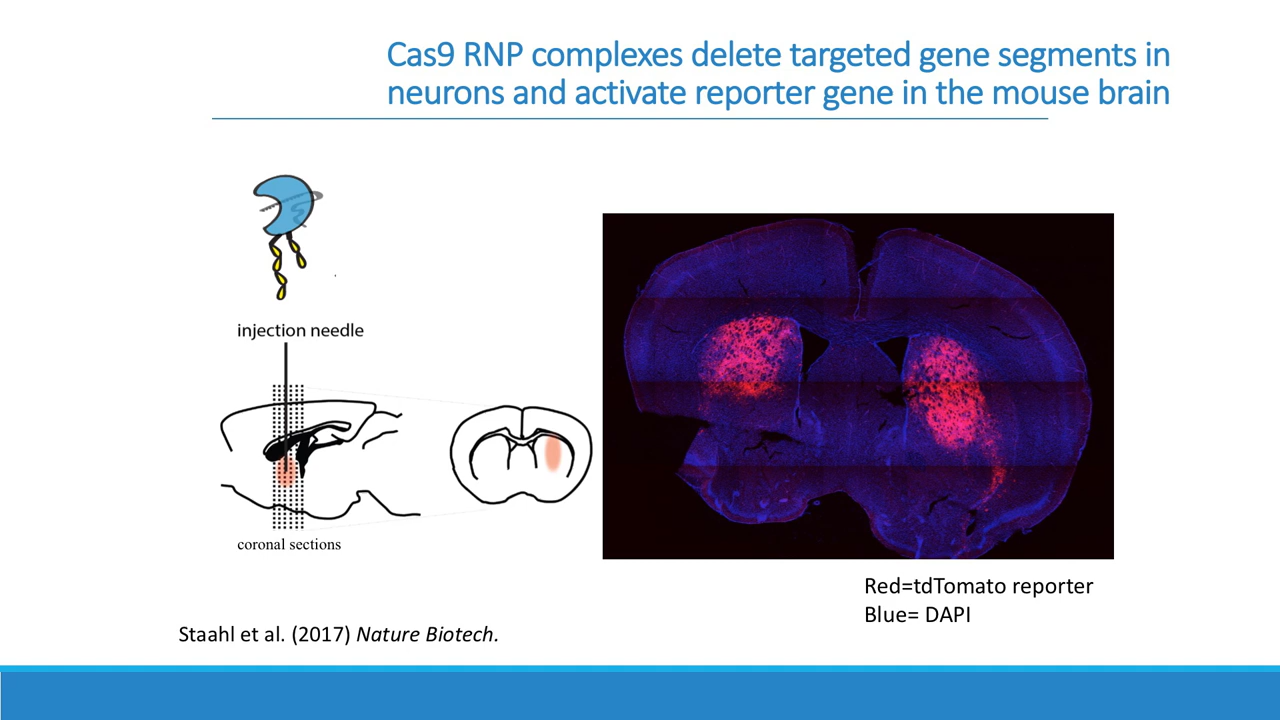 Cas9 RNP complexes delete targeted gene segments in
neurons and activate reporter gene in the mouse brain
injection needle
coronal sections
Red=tdTomato reporter
Blue= DAPI
Staahl et al. (2017) Nature Biotech.